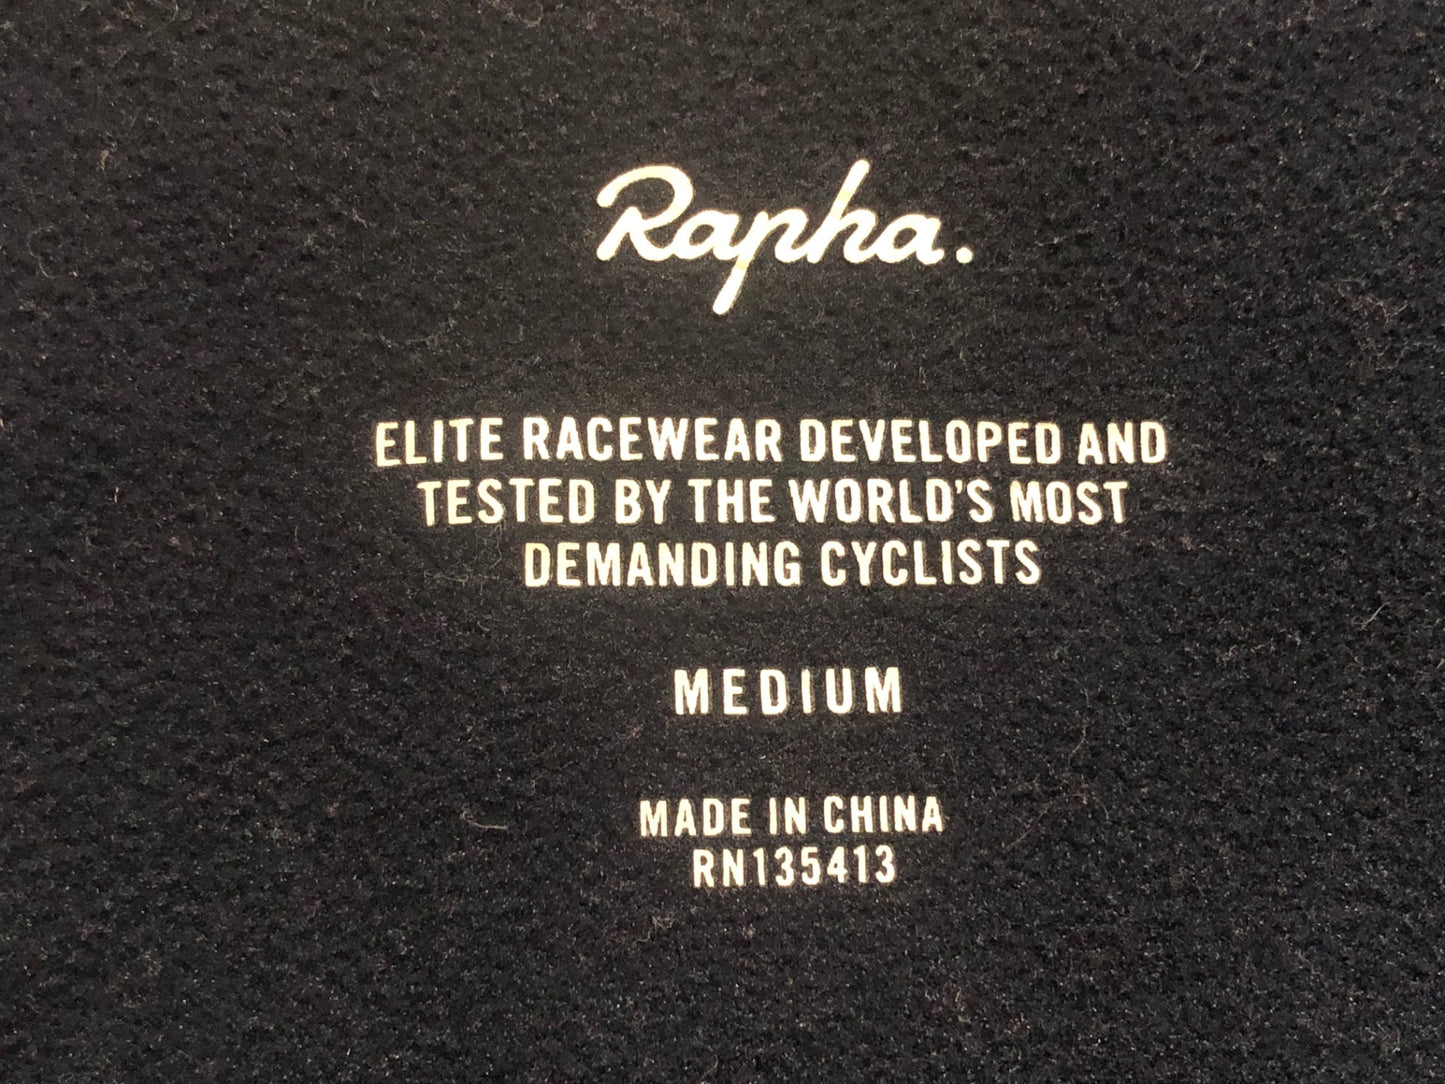 Rapha.
ELITE RACEWEAR DEVELOPED AND
TESTED BY THE WORLD'S MOST
DEMANDING CYCLISTS
MEDIUM
MADE IN CHINA
RN135413